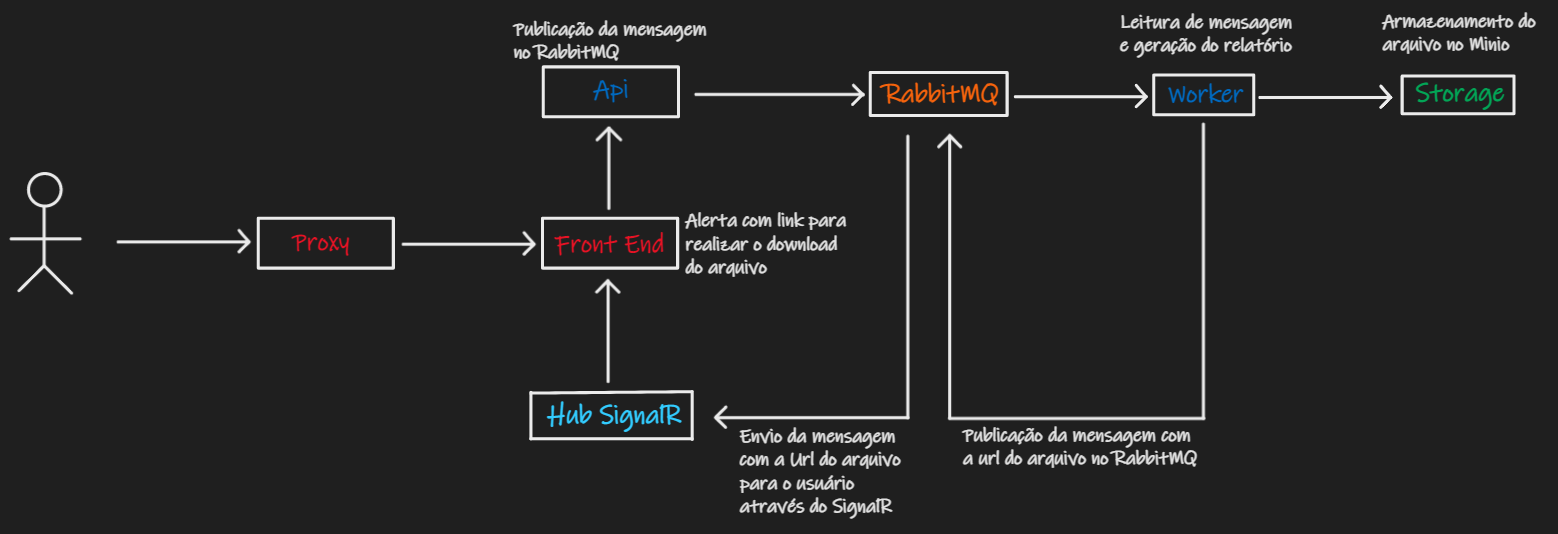 Publicação da mensagem
no RabbitMQ
Api
RabbitMQ
Leitura de mensagem
e geração do relatório
Worker
Armazenamento do
arquivo no Minio
Storage
Proxy
Front End
Alerta com link para
realizar o download
do arquivo
Hub SignalR
Envio da mensagem
com a Url do arquivo
para o usuário
através do SignalR
Publicação da mensagem com
a url do arquivo no RabbitMQ